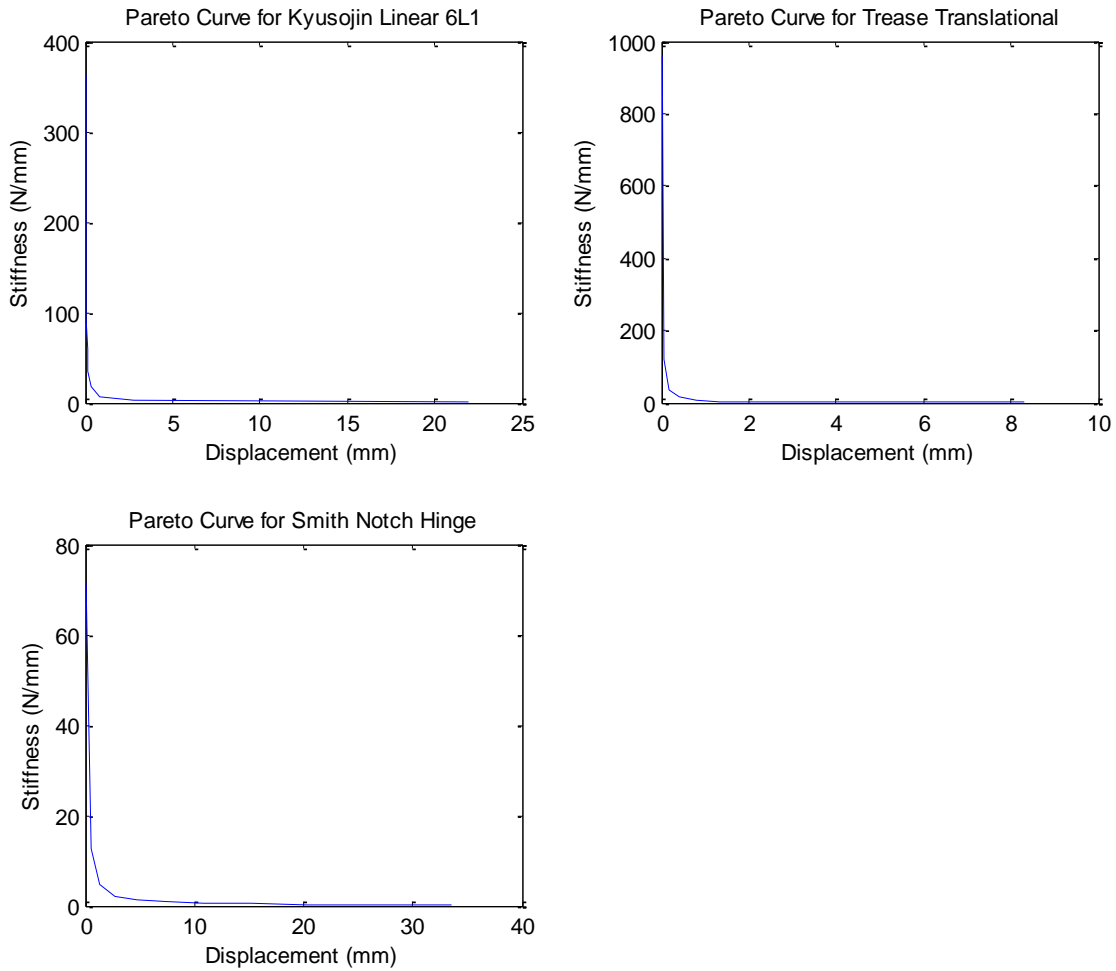 Pareto Curve for Kyusojin Linear 6L1
400
300
200
100
0
0 5 10 15 20 25
Stiffness (N/mm)
Displacement (mm)
Pareto Curve for Trease Translational
1000
800
600
400
200
0
0 2 4 6 8 10
Stiffness (N/mm)
Displacement (mm)
Pareto Curve for Smith Notch Hinge
80
60
40
20
0
0 10 20 30 40
Stiffness (N/mm)
Displacement (mm)